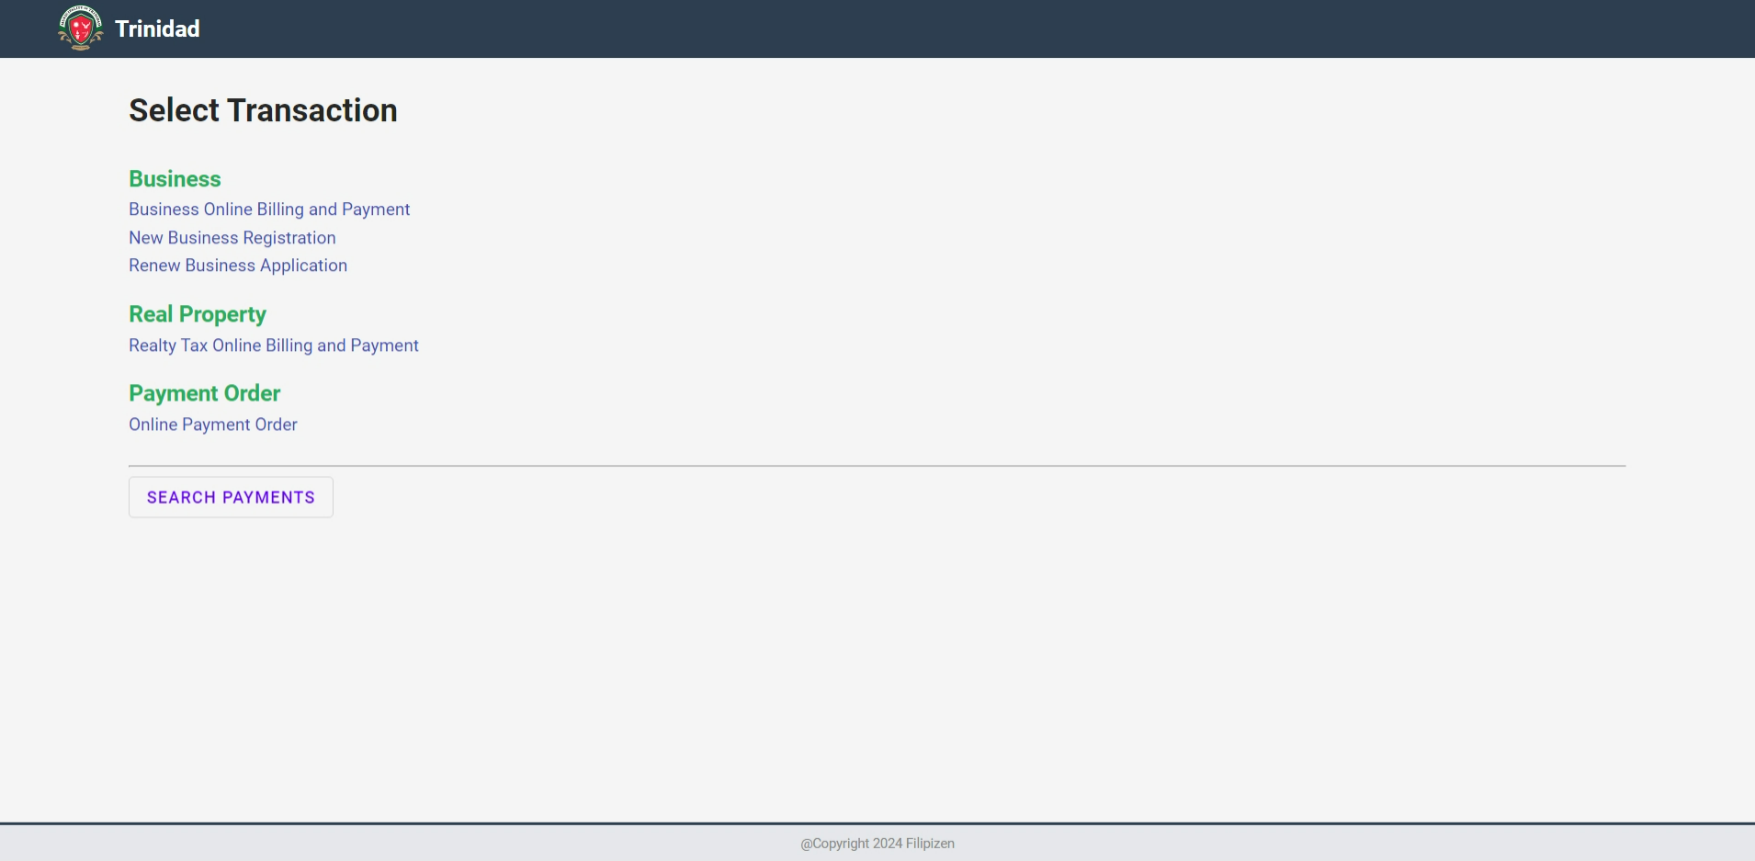 Trinidad
Select Transaction
Business
Business Online Billing and Payment
New Business Registration
Renew Business Application
Real Property
Realty Tax Online Billing and Payment
Payment Order
Online Payment Order
SEARCH PAYMENTS
@Copyright 2024 Filipizen